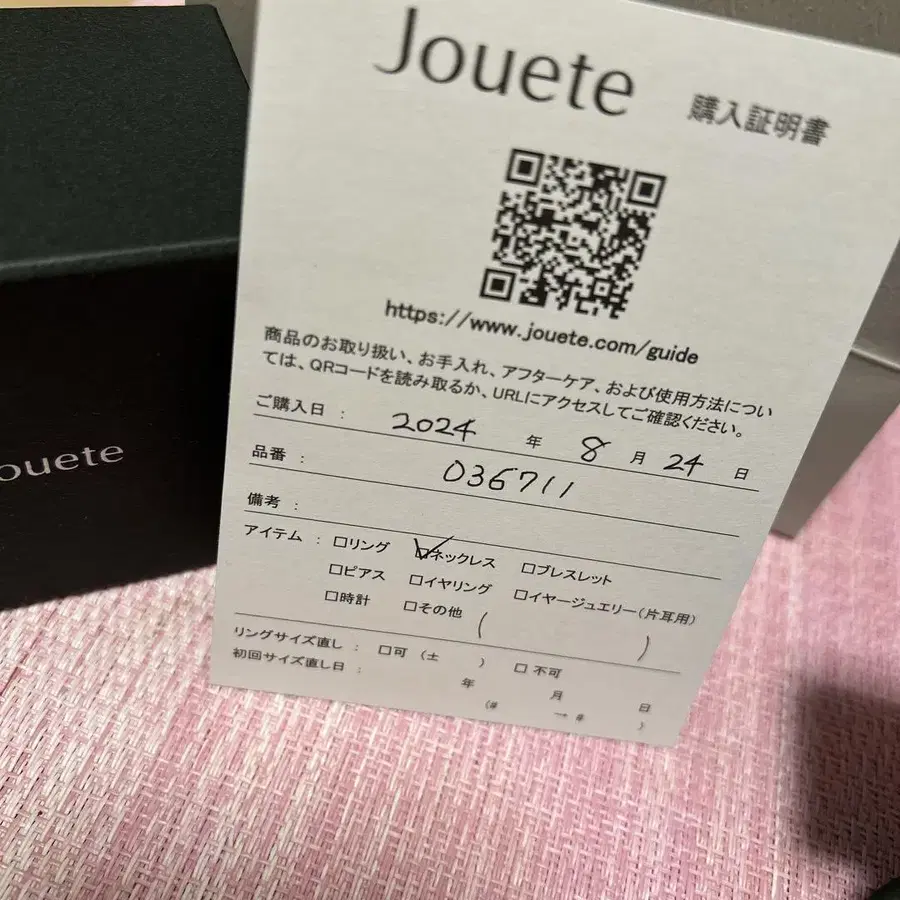 Jouete
購入証明書
https://www.jouete.com/guide
商品のお取り扱い、お手入れ、アフターケア、および使用方法につい
ては、QRコードを読み取るか、URLにアクセスしてご確認ください。
ご購入日 : 2024 年 8 月 24 日
品番 : 036711
備考 :
アイテム : □リング ☑ネックレス □ブレスレット
□ピアス □イヤリング □イヤージュエリー(片耳用)
□時計 □その他 ( )
リングサイズ直し : □可 (± ) □不可
初回サイズ直し日 : 年 月 日
(# → # )
ouete